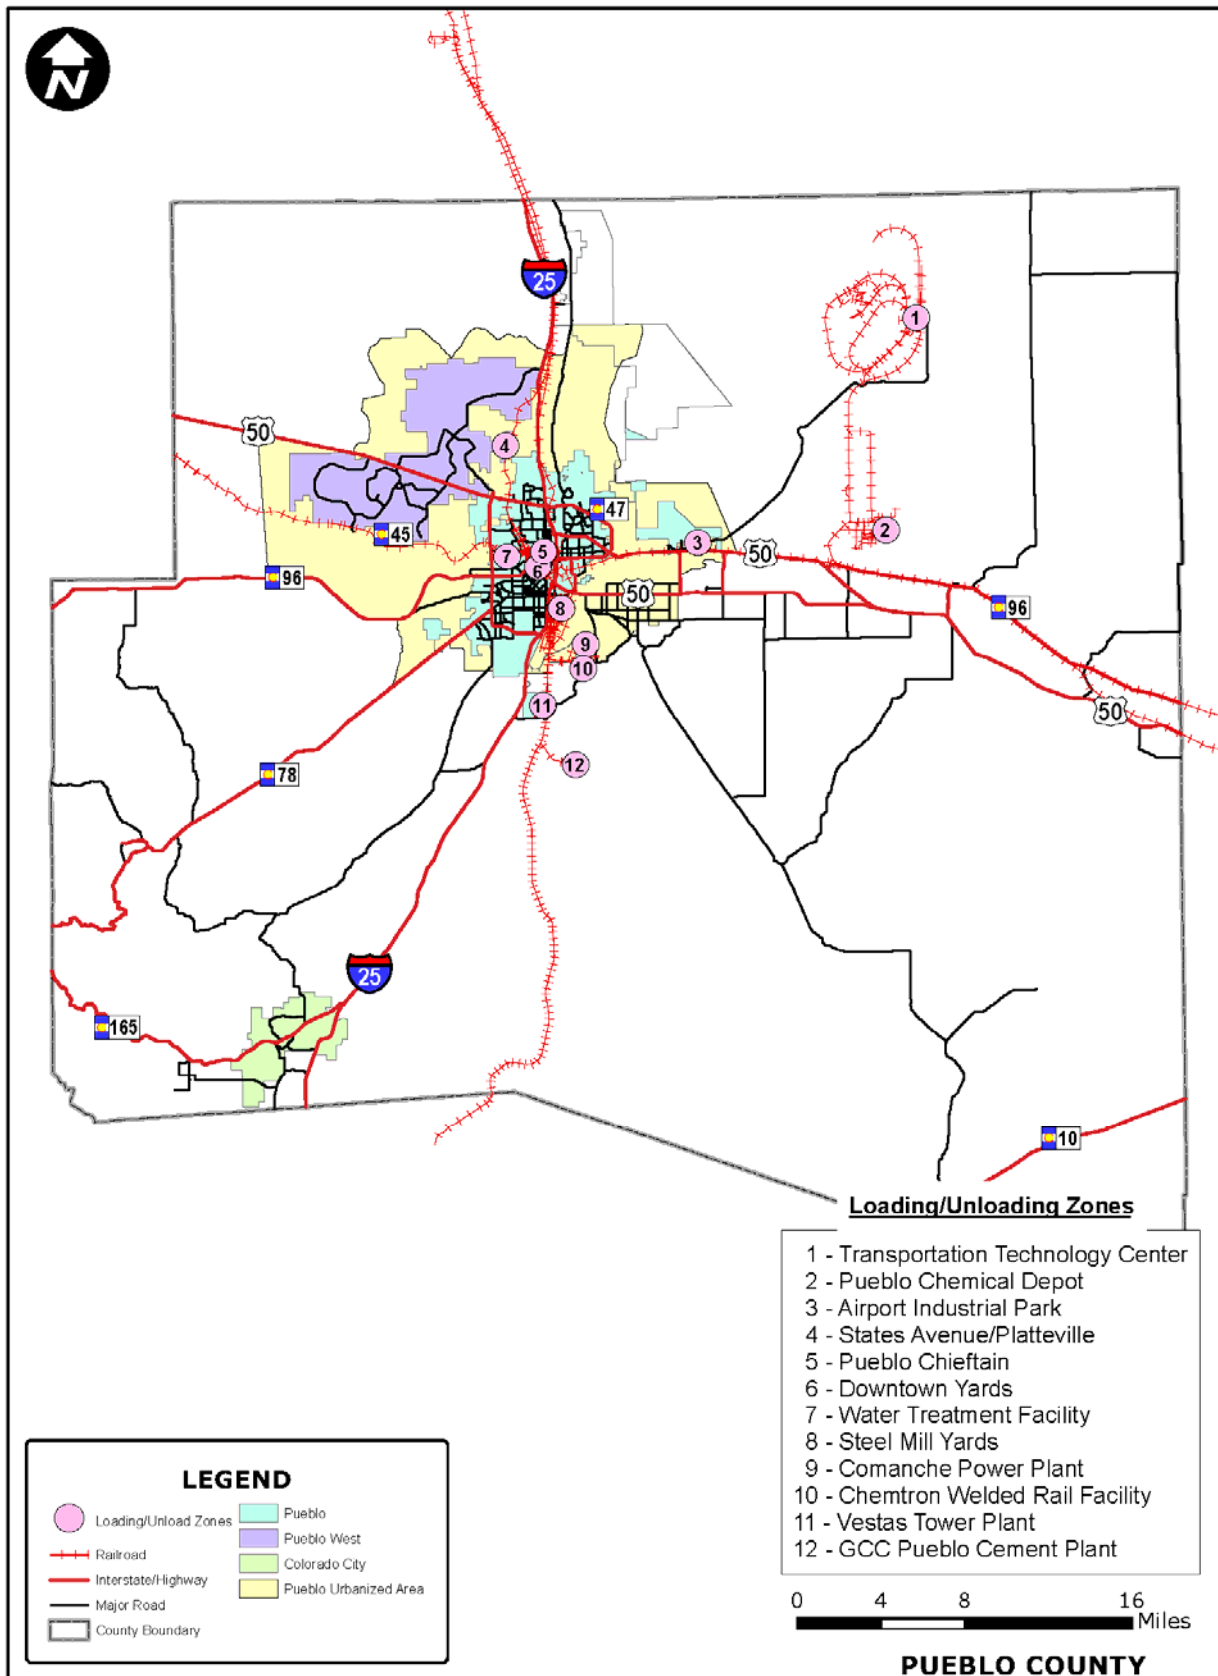 N
25
1
50
4
47
45
3
2
7
5
6
50
96
50
8
96
9
10
11
50
12
78
25
165
10
Loading/Unloading Zones
1 - Transportation Technology Center
2 - Pueblo Chemical Depot
3 - Airport Industrial Park
4 - States Avenue/Platteville
5 - Pueblo Chieftain
6 - Downtown Yards
7 - Water Treatment Facility
8 - Steel Mill Yards
9 - Comanche Power Plant
10 - Chemtron Welded Rail Facility
11 - Vestas Tower Plant
12 - GCC Pueblo Cement Plant
LEGEND
Loading/Unload Zones
Railroad
Interstate/Highway
Major Road
County Boundary
Pueblo
Pueblo West
Colorado City
Pueblo Urbanized Area
0 4 8 16
Miles
PUEBLO COUNTY